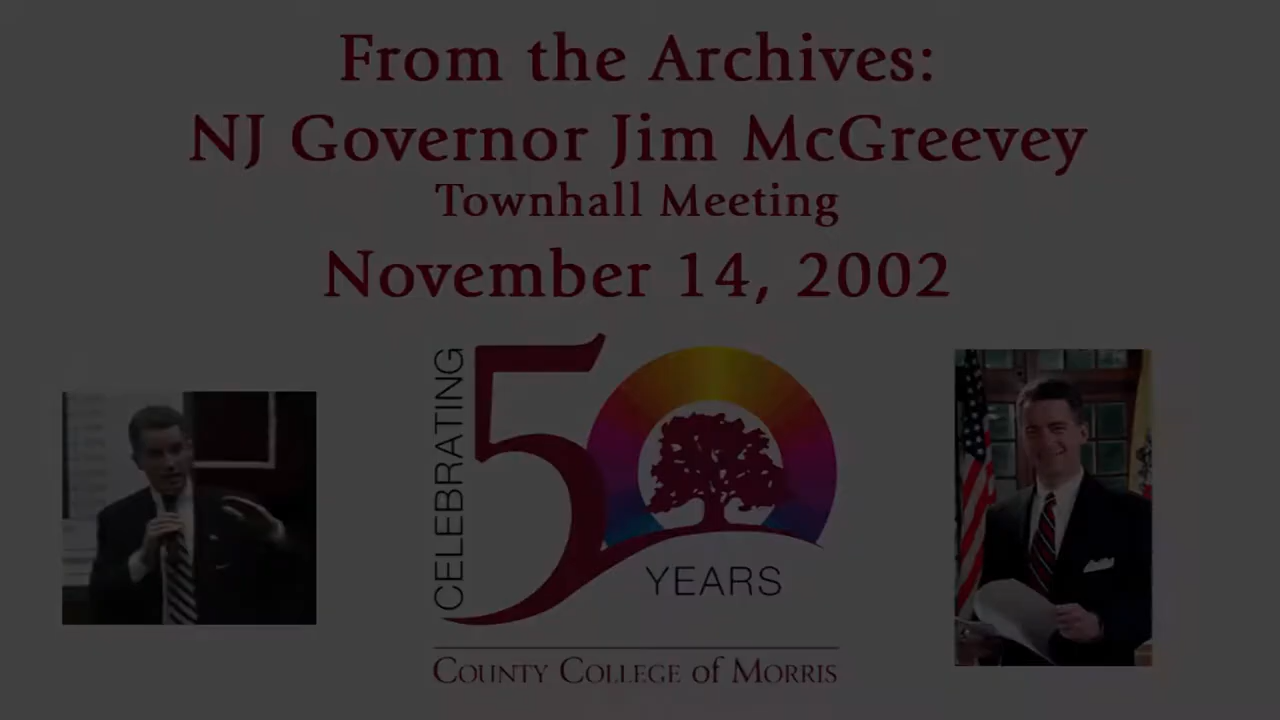 From the Archives:
NJ Governor Jim McGreevey
Townhall Meeting
November 14, 2002
CELEBRATING
50
YEARS
COUNTY COLLEGE of MORRIS